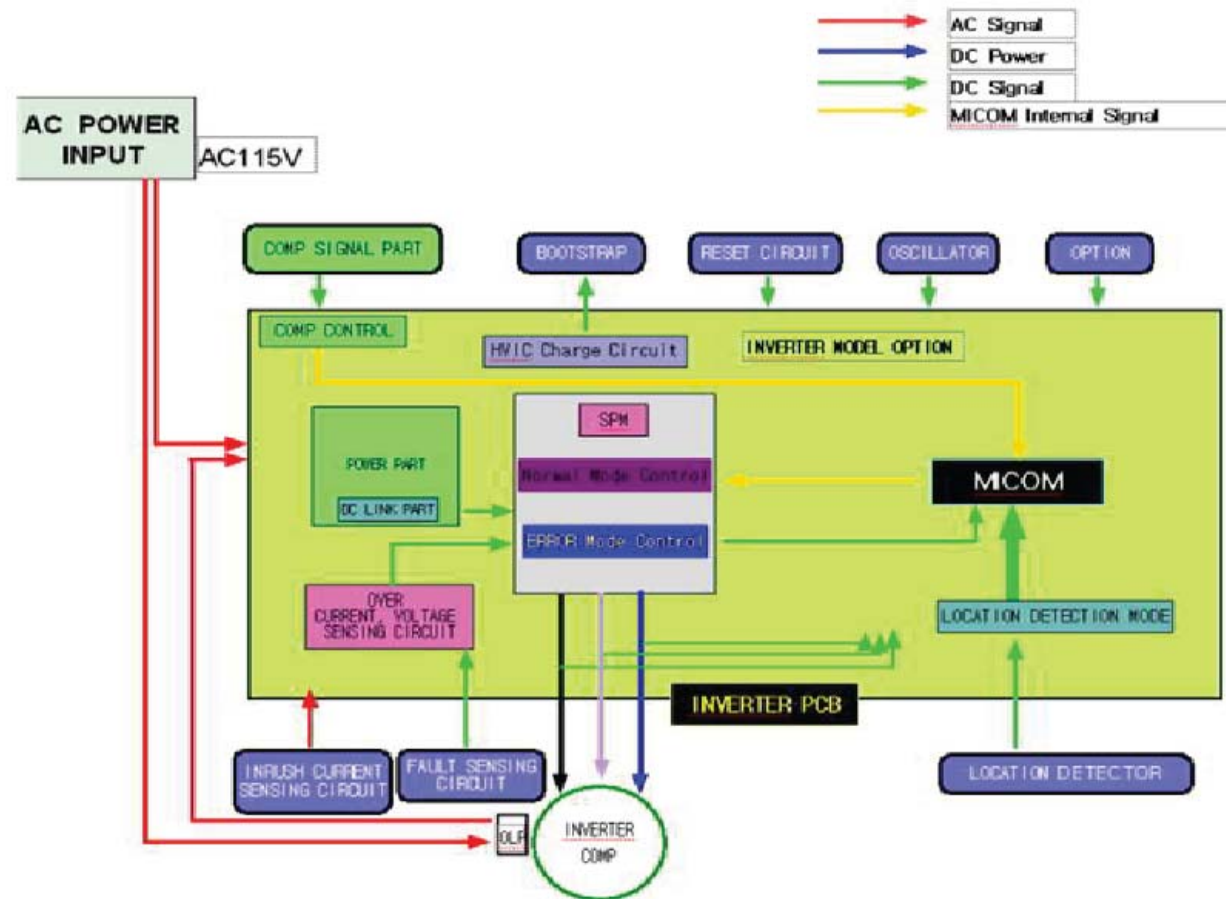 AC Signal
DC Power
DC Signal
MICOM Internal Signal
AC POWER
INPUT
AC115V
COMP SIGNAL PART
BOOTSTRAP
RESET CIRCUIT
OSCILLATOR
OPTION
COMP CONTROL
HVIC Charge Circuit
INVERTER MODEL OPTION
SPM
POWER PART
Normal Mode Control
MICOM
DC LINK PART
ERROR Mode Control
OVER
CURRENT, VOLTAGE
SENSING CIRCUIT
LOCATION DETECTION MODE
INVERTER PCB
INRUSH CURRENT
SENSING CIRCUIT
FAULT SENSING
CIRCUIT
LOCATION DETECTOR
OLP
INVERTER
COMP